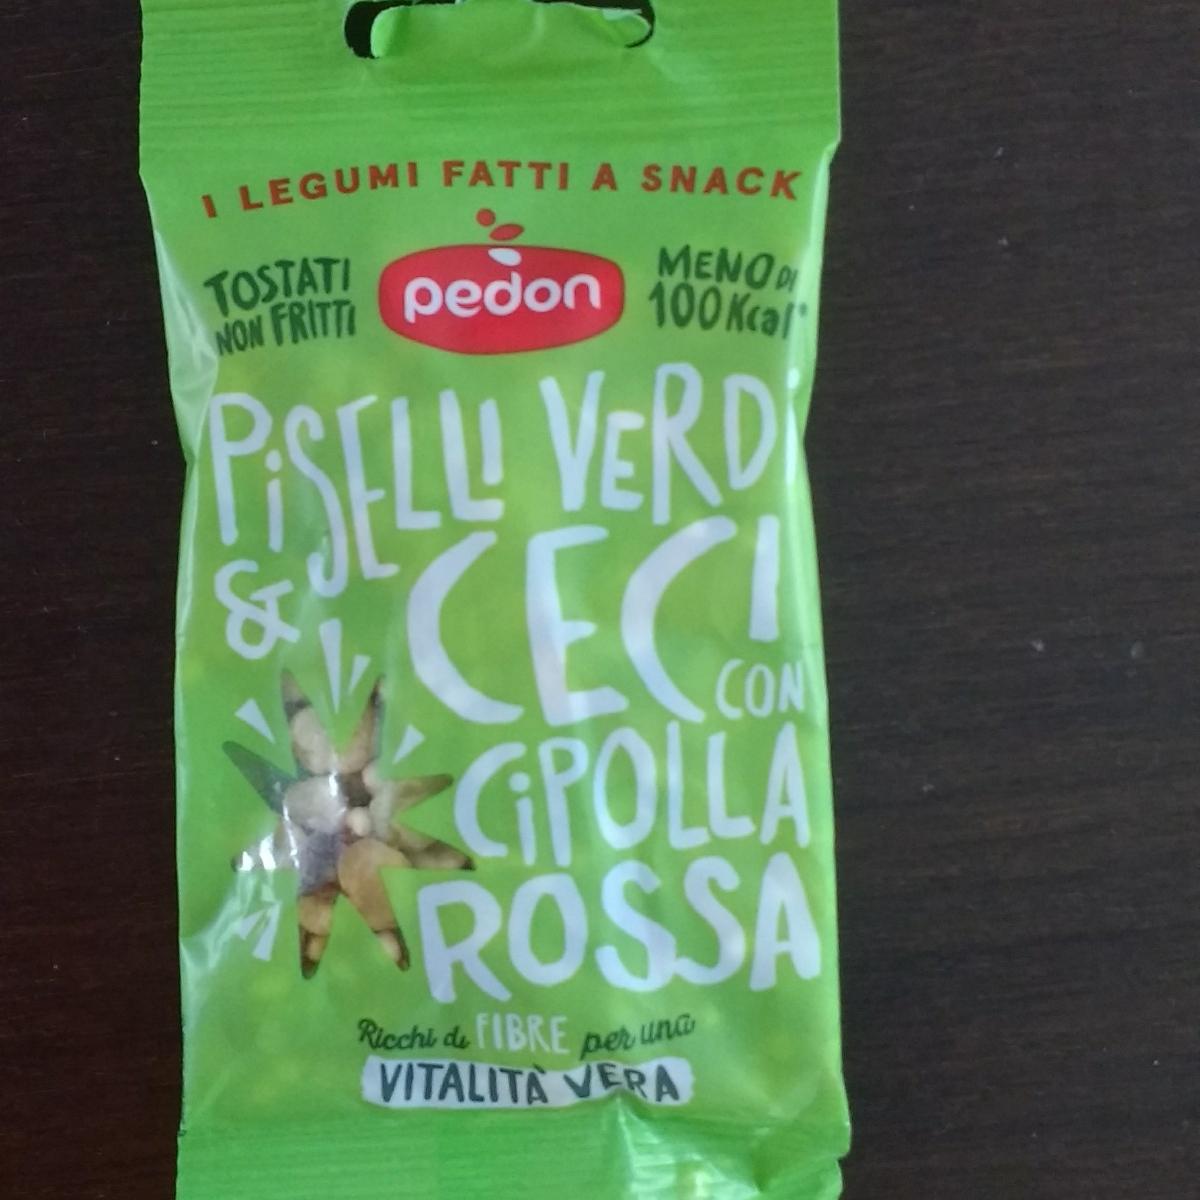 I LEGUMI FATTI A SNACK
TOSTATI
NON FRITTI
pedon
MENO DI
100 Kcal*
PiSELLI VERDI
& CECI
CON
CiPOLLA
ROSSA
Ricchi di FIBRE per una
VITALITÀ VERA